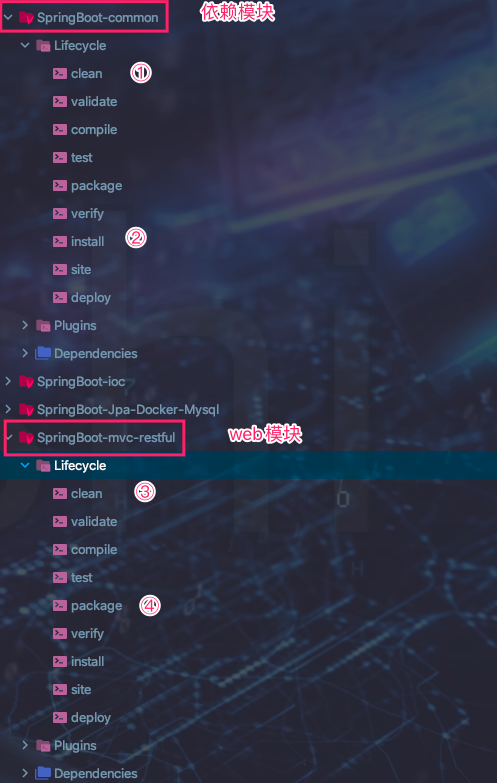 SpringBoot-common 依赖模块
Lifecycle
clean ①
validate
compile
test
package
verify
install ②
site
deploy
Plugins
Dependencies
SpringBoot-ioc
SpringBoot-Jpa-Docker-Mysql
SpringBoot-mvc-restful web模块
Lifecycle
clean ③
validate
compile
test
package ④
verify
install
site
deploy
Plugins
Dependencies